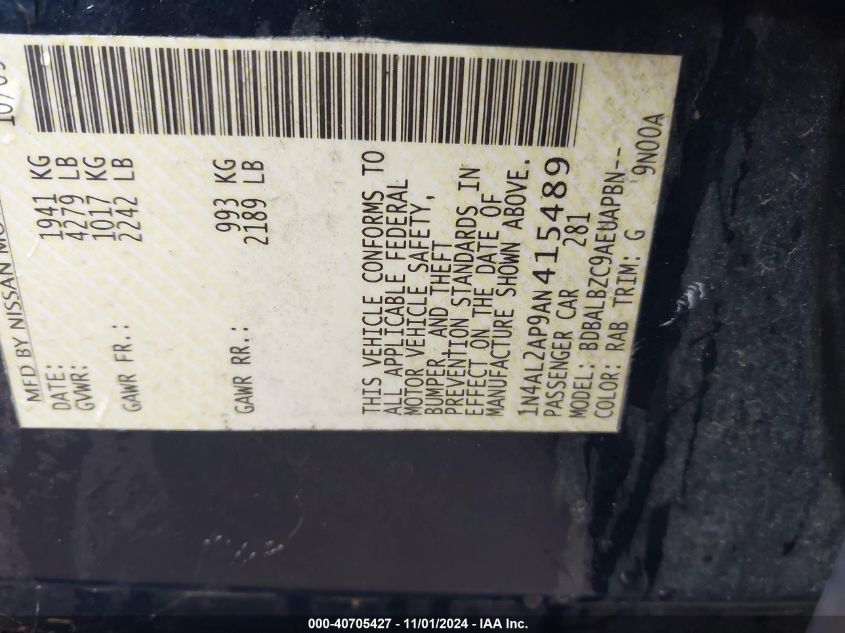 10/09
MFD BY NISSAN MO
DATE:
GVWR: 1941 KG
4279 LB
GAWR FR.: 1017 KG
2242 LB
GAWR RR.: 993 KG
2189 LB
THIS VEHICLE CONFORMS TO
ALL APPLICABLE FEDERAL
MOTOR VEHICLE SAFETY,
BUMPER, AND THEFT
PREVENTION STANDARDS IN
EFFECT ON THE DATE OF
MANUFACTURE SHOWN ABOVE.
1N4AL2AP9AN415489
PASSENGER CAR 281
MODEL: BDBALBZC9AEUAPBN--
COLOR: RAB TRIM: G 9N00A
000-40705427 - 11/01/2024 - IAA Inc.